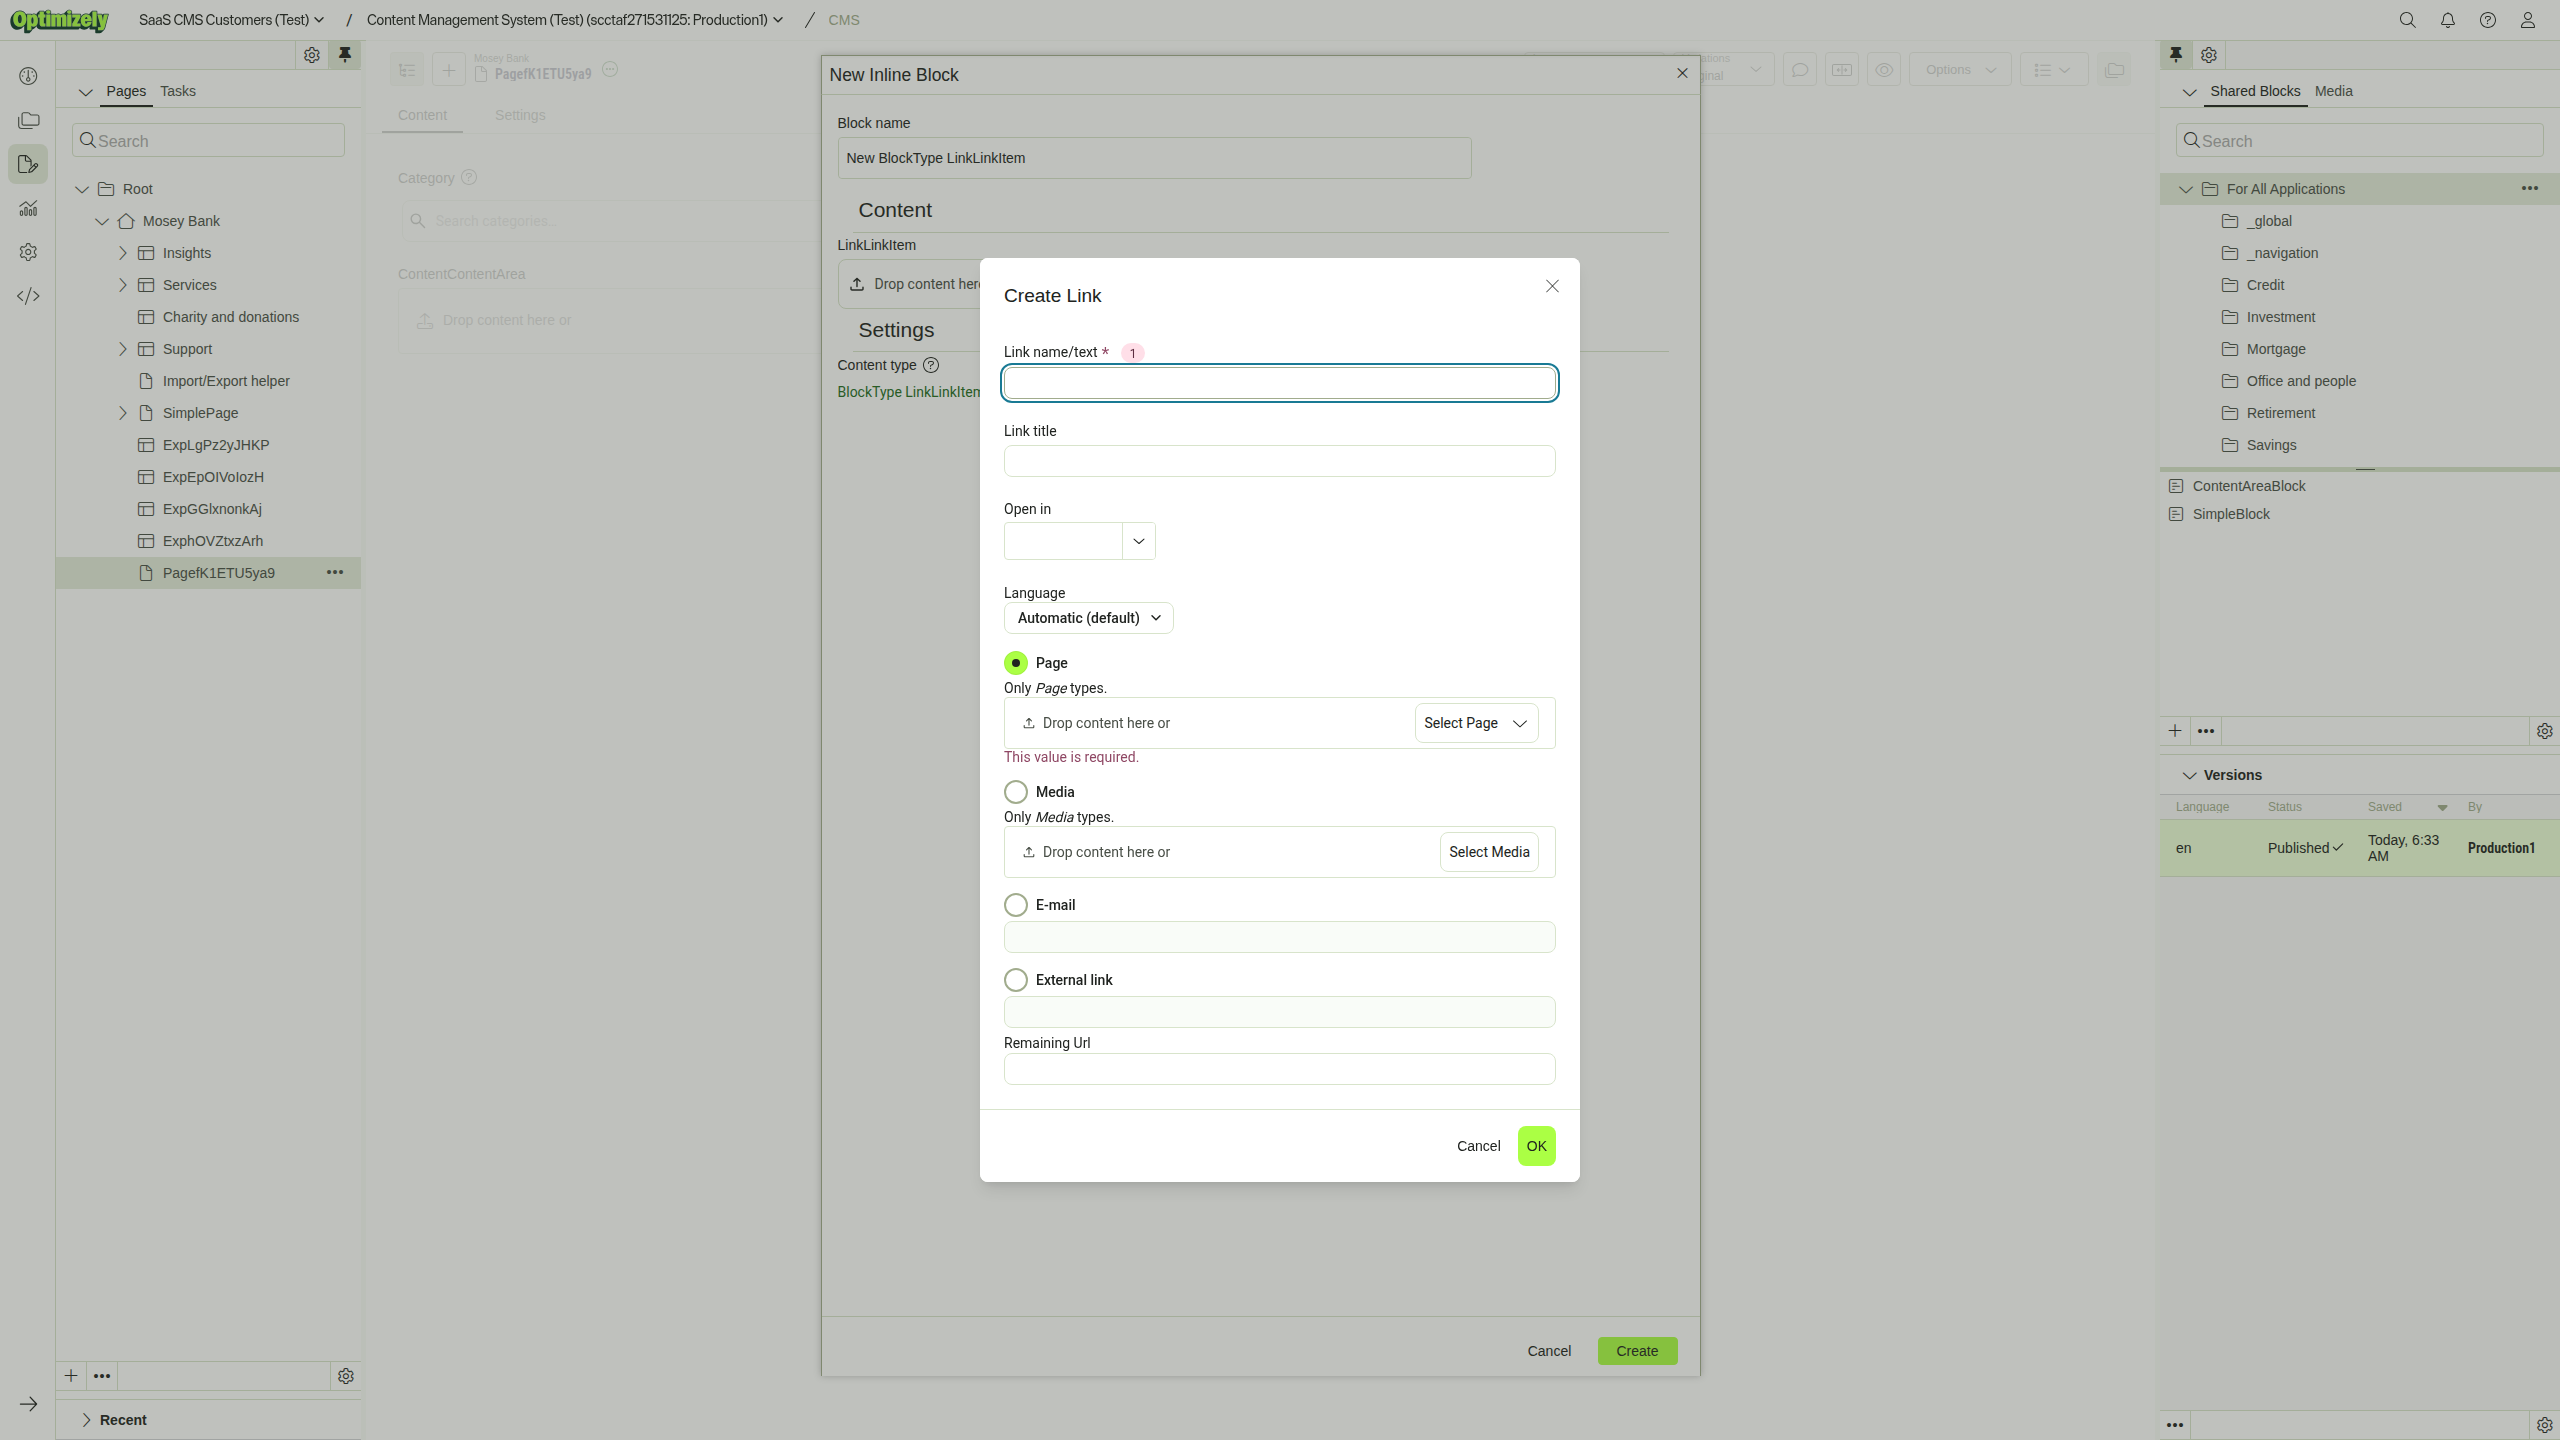 Optimizely
SaaS CMS Customers (Test) / Content Management System (Test) (scctaf271531125: Production1) / CMS
Pages Tasks
Search
Root
Mosey Bank
Insights
Services
Charity and donations
Support
Import/Export helper
SimplePage
ExpLgPz2yJHKP
ExpEpOIVoIozH
ExpGGlxnonkAj
ExphOVZtxzArh
PagefK1ETU5ya9
Recent
Mosey Bank
PagefK1ETU5ya9
Content Settings
Category
Search categories...
ContentContentArea
Drop content here or
Options
New Inline Block
Block name
New BlockType LinkLinkItem
Content
LinkLinkItem
Drop content here
Settings
Content type
BlockType LinkLinkItem
Cancel Create
Create Link
Link name/text * 1
Link title
Open in
Language
Automatic (default)
Page
Only Page types.
Drop content here or Select Page
This value is required.
Media
Only Media types.
Drop content here or Select Media
E-mail
External link
Remaining Url
Cancel OK
Shared Blocks Media
Search
For All Applications
_global
_navigation
Credit
Investment
Mortgage
Office and people
Retirement
Savings
ContentAreaBlock
SimpleBlock
Versions
Language Status Saved By
en Published Today, 6:33 AM Production1